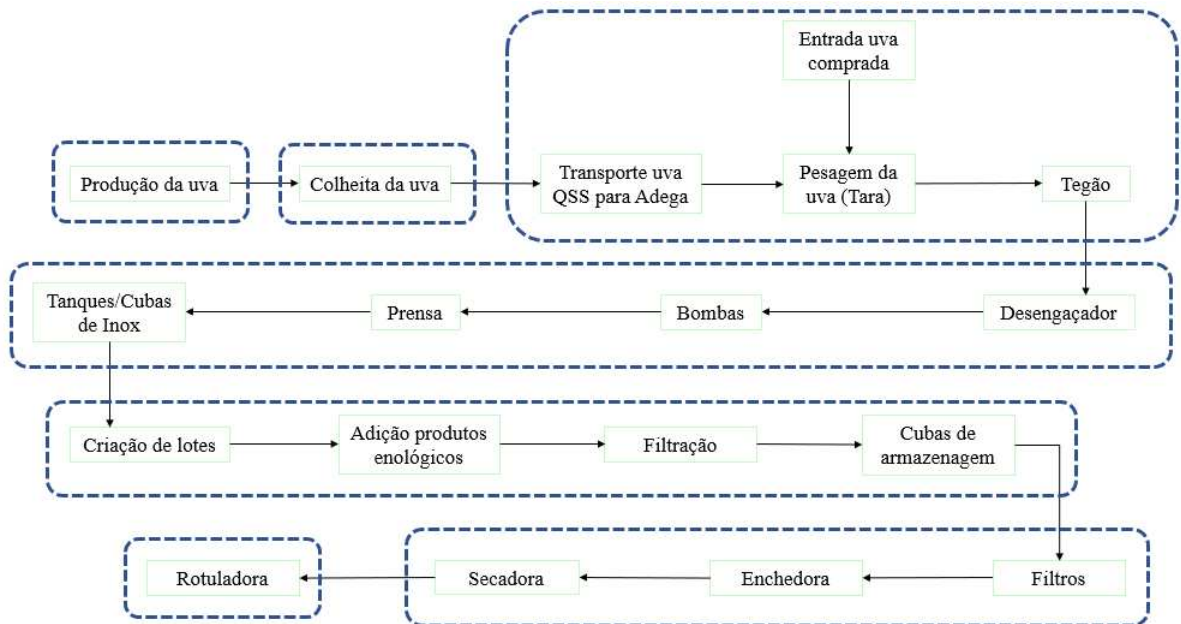 Entrada uva
comprada
Produção da uva
Colheita da uva
Transporte uva
QSS para Adega
Pesagem da
uva (Tara)
Tegão
Tanques/Cubas
de Inox
Prensa
Bombas
Desengaçador
Criação de lotes
Adição produtos
enológicos
Filtração
Cubas de
armazenagem
Rotuladora
Secadora
Enchedora
Filtros